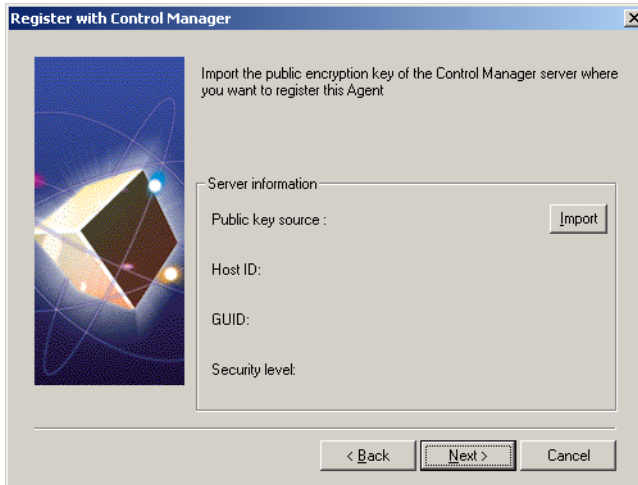 Register with Control Manager
Import the public encryption key of the Control Manager server where
you want to register this Agent
Server information
Public key source :
Import
Host ID:
GUID:
Security level:
< Back
Next >
Cancel